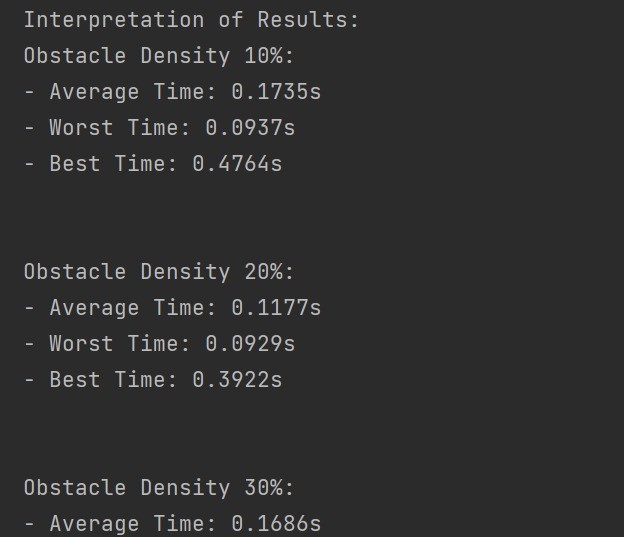 Interpretation of Results:
Obstacle Density 10%:
- Average Time: 0.1735s
- Worst Time: 0.0937s
- Best Time: 0.4764s
Obstacle Density 20%:
- Average Time: 0.1177s
- Worst Time: 0.0929s
- Best Time: 0.3922s
Obstacle Density 30%:
- Average Time: 0.1686s